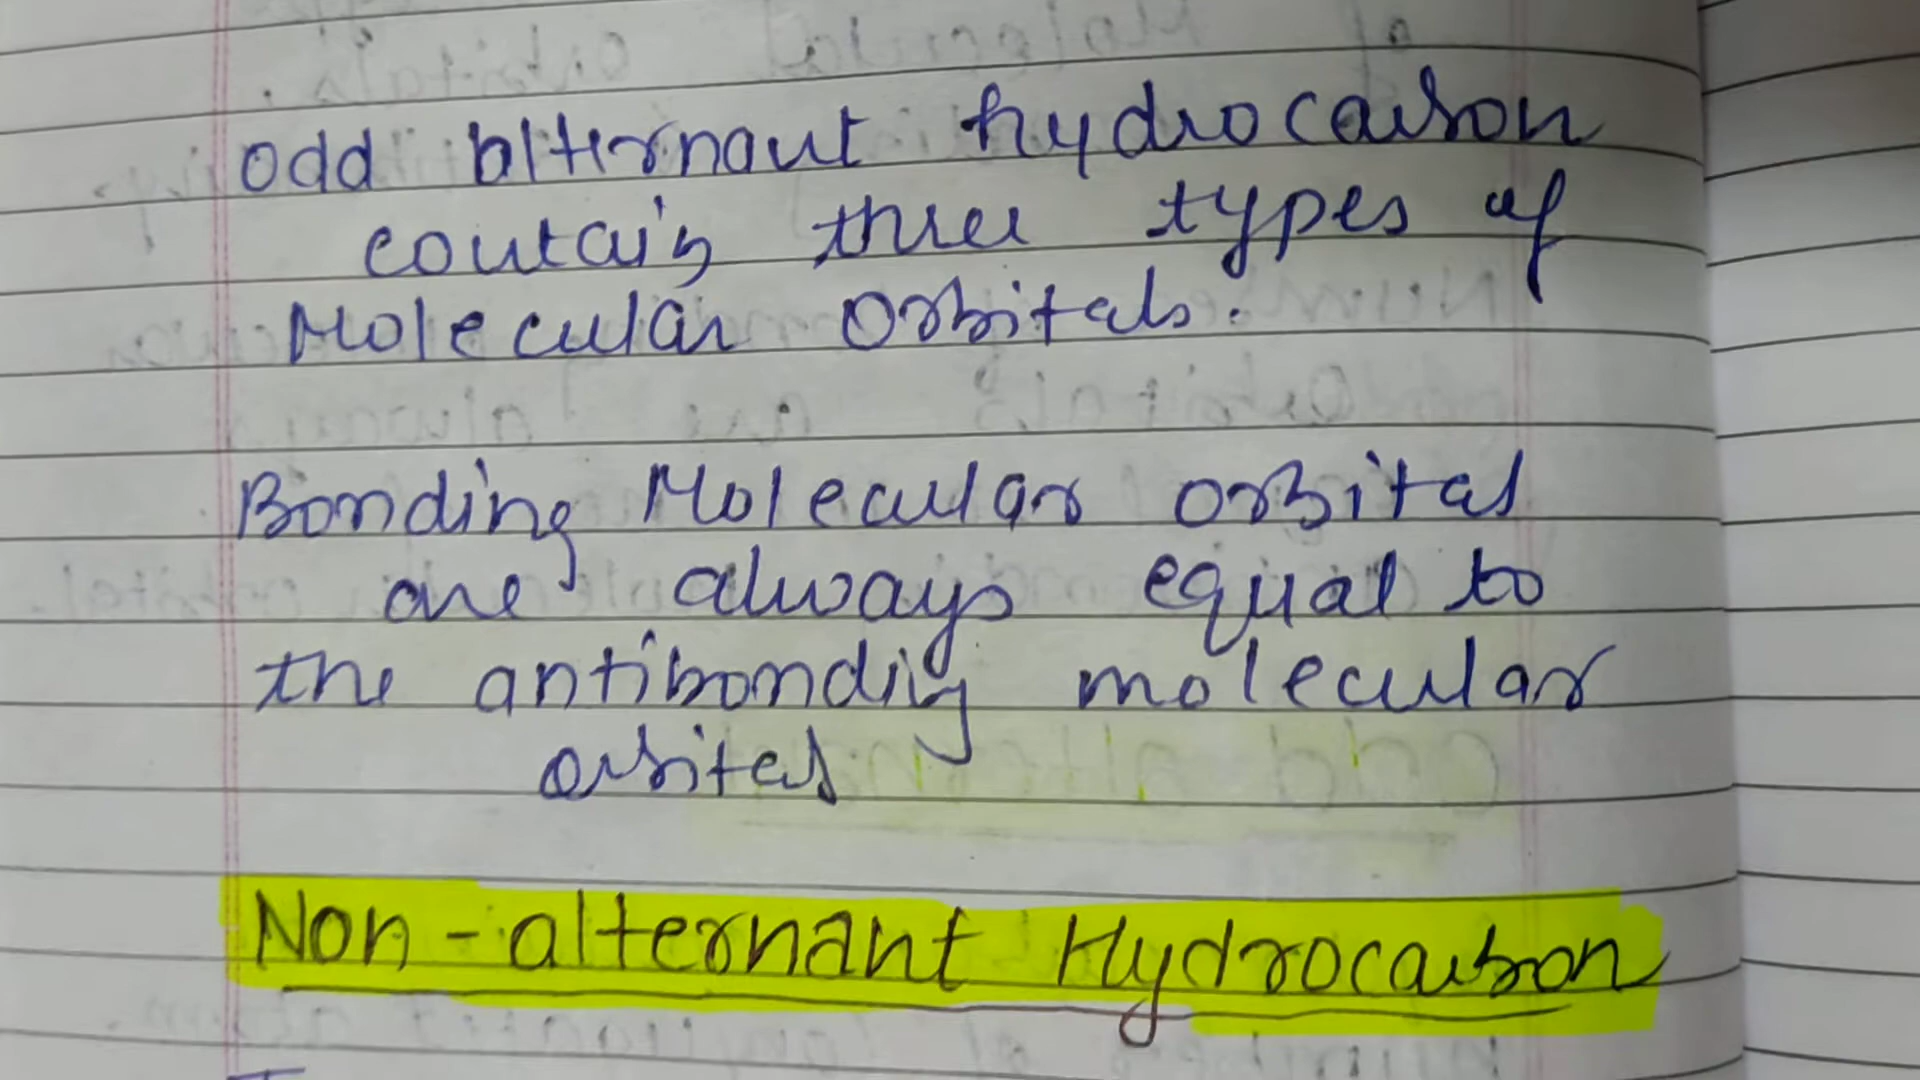 Odd alternaut hydrocarbon
contain three types of
Molecular Orbitals.
Bonding Molecular orbital
are always equal to
the antibonding molecular
orbital
Non-alternant Hydrocarbon